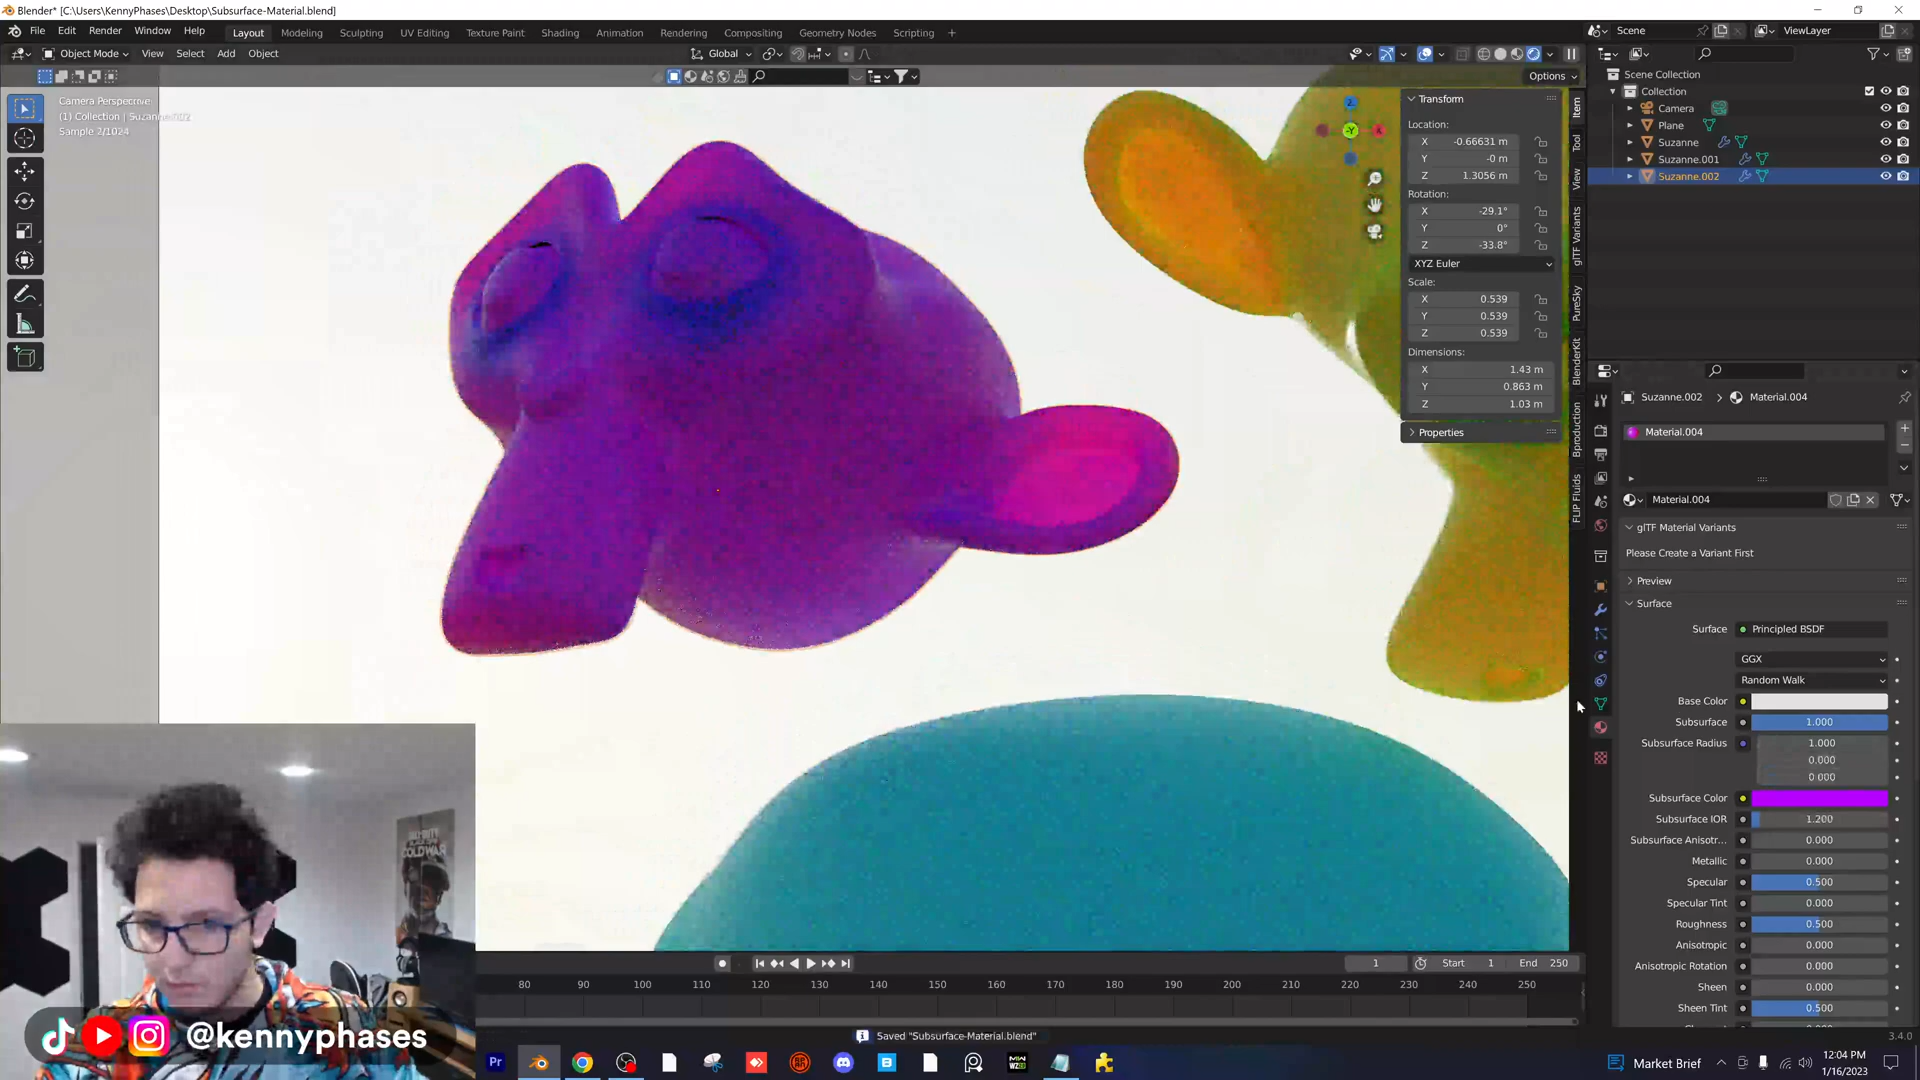 Blender* [C:\Users\KennyPhases\Desktop\Subsurface-Material.blend]
File Edit Render Window Help
Layout Modeling Sculpting UV Editing Texture Paint Shading Animation Rendering Compositing Geometry Nodes Scripting
Scene
ViewLayer
Object Mode View Select Add Object
Global
Options
Camera Perspective
(1) Collection | Suzanne.002
Sample 2/1024
Transform
Location:
X -0.66631 m
Y -0 m
Z 1.3056 m
Rotation:
X -29.1°
Y 0°
Z -33.8°
XYZ Euler
Scale:
X 0.539
Y 0.539
Z 0.539
Dimensions:
X 1.43 m
Y 0.863 m
Z 1.03 m
Properties
Item
Tool
View
glTF Variants
PureSky
BlenderKit
Bproduction
FLIP Fluids
Z
-Y
X
Scene Collection
Collection
Camera
Plane
Suzanne
Suzanne.001
Suzanne.002
Suzanne.002 > Material.004
Material.004
Material.004
glTF Material Variants
Please Create a Variant First
Preview
Surface
Surface Principled BSDF
GGX
Random Walk
Base Color
Subsurface 1.000
Subsurface Radius 1.000
0.000
0.000
Subsurface Color
Subsurface IOR 1.200
Subsurface Anisotr... 0.000
Metallic 0.000
Specular 0.500
Specular Tint 0.000
Roughness 0.500
Anisotropic 0.000
Anisotropic Rotation 0.000
Sheen 0.000
Sheen Tint 0.500
CALL OF DUTY
BLACK OPS
COLD WAR
@kennyphases
1 Start 1 End 250
80 90 100 110 120 130 140 150 160 170 180 190 200 210 220 230 240 250
Saved "Subsurface-Material.blend"
3.4.0
Pr
Market Brief
12:04 PM
1/16/2023